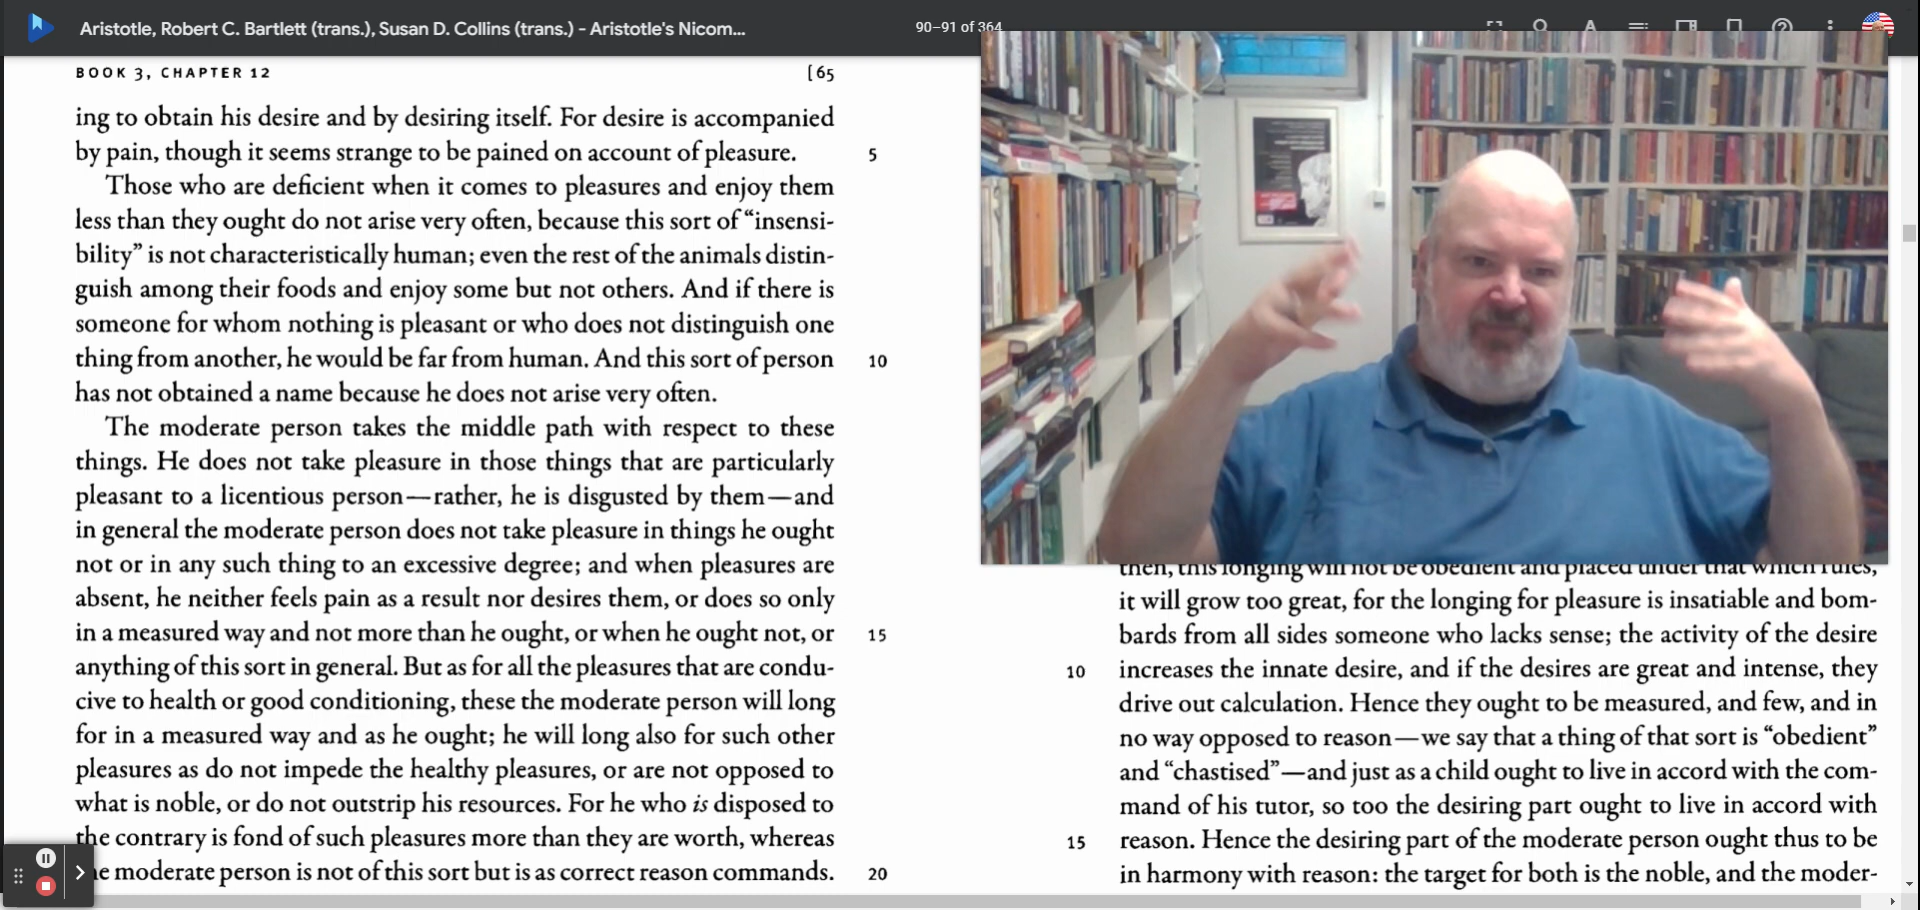 Aristotle, Robert C. Bartlett (trans.), Susan D. Collins (trans.) - Aristotle's Nicom...
90–91 of 364
BOOK 3, CHAPTER 12 [65
ing to obtain his desire and by desiring itself. For desire is accompanied
by pain, though it seems strange to be pained on account of pleasure. 5
Those who are deficient when it comes to pleasures and enjoy them
less than they ought do not arise very often, because this sort of “insensi-
bility” is not characteristically human; even the rest of the animals distin-
guish among their foods and enjoy some but not others. And if there is
someone for whom nothing is pleasant or who does not distinguish one
thing from another, he would be far from human. And this sort of person 10
has not obtained a name because he does not arise very often.
The moderate person takes the middle path with respect to these
things. He does not take pleasure in those things that are particularly
pleasant to a licentious person—rather, he is disgusted by them—and
in general the moderate person does not take pleasure in things he ought
not or in any such thing to an excessive degree; and when pleasures are
absent, he neither feels pain as a result nor desires them, or does so only
in a measured way and not more than he ought, or when he ought not, or 15
anything of this sort in general. But as for all the pleasures that are condu-
cive to health or good conditioning, these the moderate person will long
for in a measured way and as he ought; he will long also for such other
pleasures as do not impede the healthy pleasures, or are not opposed to
what is noble, or do not outstrip his resources. For he who is disposed to
the contrary is fond of such pleasures more than they are worth, whereas
he moderate person is not of this sort but is as correct reason commands. 20
then, this longing will not be obedient and placed under that which rules,
it will grow too great, for the longing for pleasure is insatiable and bom-
bards from all sides someone who lacks sense; the activity of the desire
10 increases the innate desire, and if the desires are great and intense, they
drive out calculation. Hence they ought to be measured, and few, and in
no way opposed to reason—we say that a thing of that sort is “obedient”
and “chastised”—and just as a child ought to live in accord with the com-
mand of his tutor, so too the desiring part ought to live in accord with
15 reason. Hence the desiring part of the moderate person ought thus to be
in harmony with reason: the target for both is the noble, and the moder-